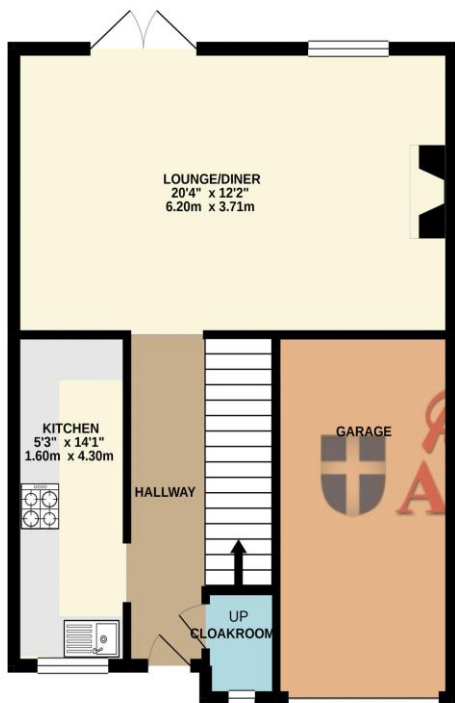 LOUNGE/DINER
20'4" x 12'2"
6.20m x 3.71m
KITCHEN
5'3" x 14'1"
1.60m x 4.30m
HALLWAY
GARAGE
UP
CLOAKROOM